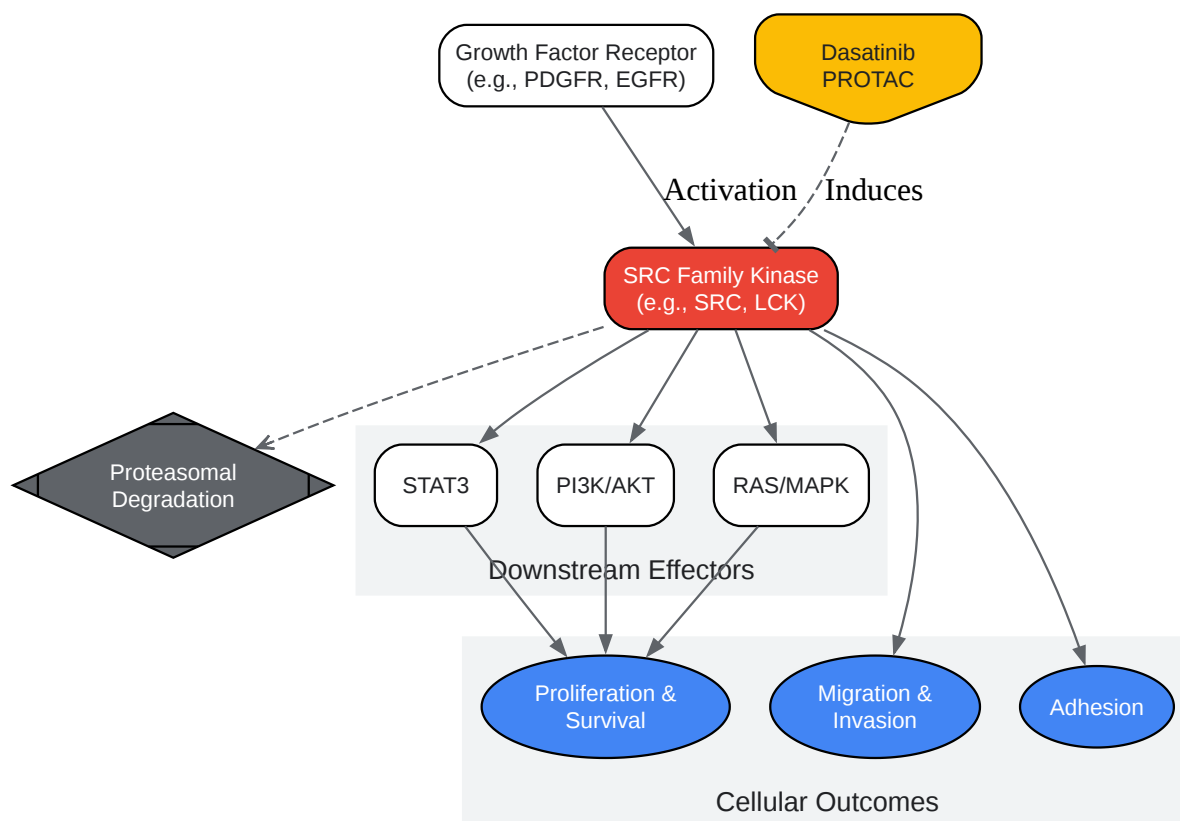 Growth Factor Receptor
(e.g., PDGFR, EGFR)
Dasatinib
PROTAC
Activation
Induces
SRC Family Kinase
(e.g., SRC, LCK)
Proteasomal
Degradation
STAT3
PI3K/AKT
RAS/MAPK
Downstream Effectors
Proliferation &
Survival
Migration &
Invasion
Adhesion
Cellular Outcomes